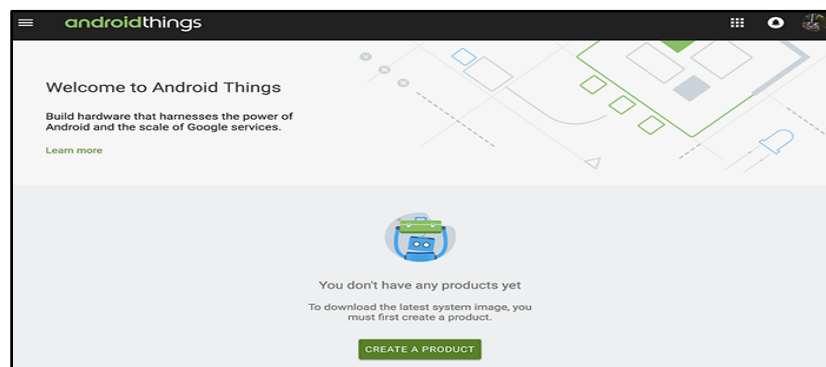 androidthings
Welcome to Android Things
Build hardware that harnesses the power of
Android and the scale of Google services.
Learn more
You don't have any products yet
To download the latest system image, you
must first create a product.
CREATE A PRODUCT